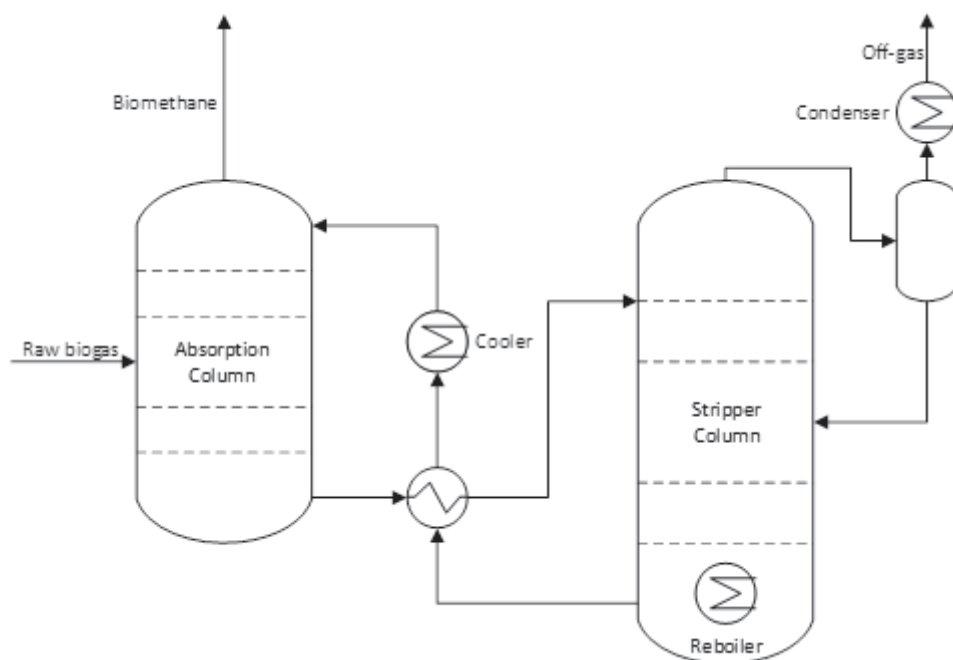 Off-gas
Biomethane
Condenser
Raw biogas
Absorption
Column
Cooler
Stripper
Column
Reboiler